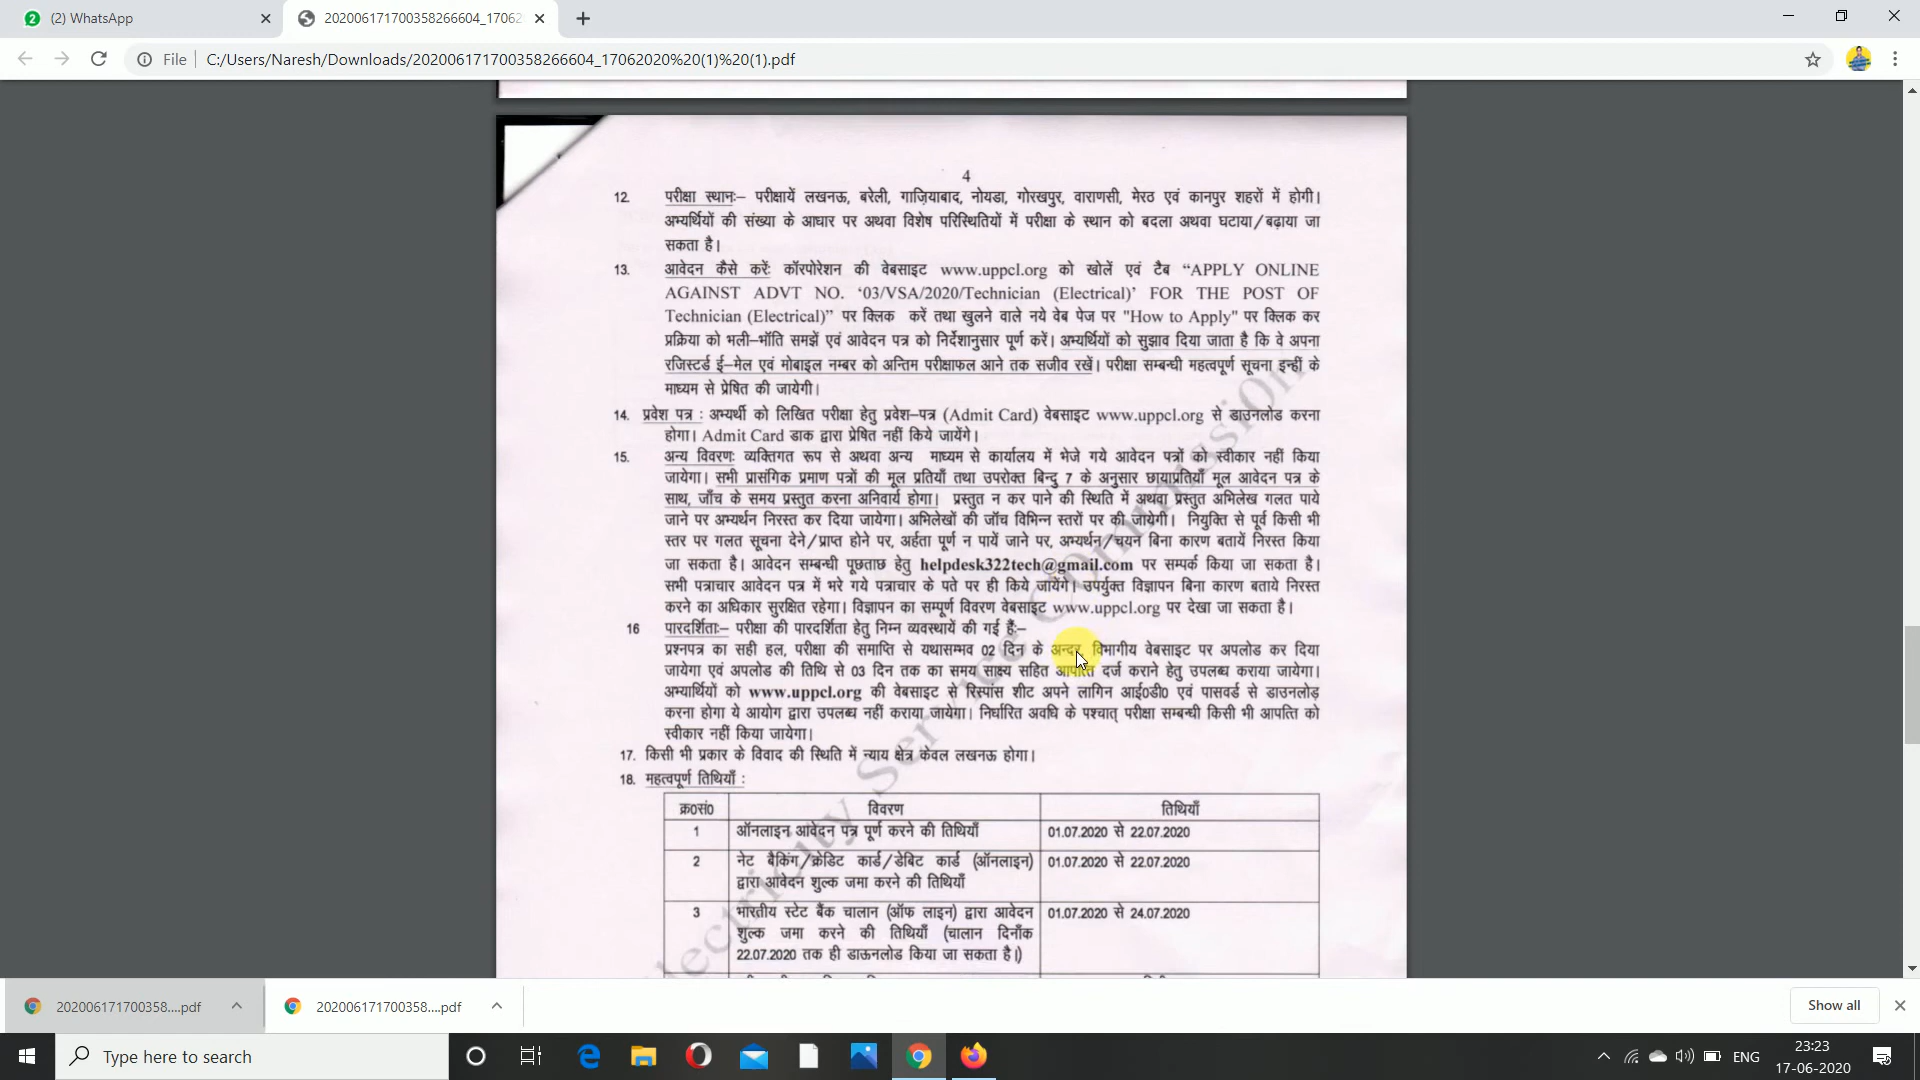 (2) WhatsApp
202006171700358266604_17062
File
C:/Users/Naresh/Downloads/202006171700358266604_17062020%20(1)%20(1).pdf
4
12. परीक्षा स्थानः– परीक्षायें लखनऊ, बरेली, गाज़ियाबाद, नोयडा, गोरखपुर, वाराणसी, मेरठ एवं कानपुर शहरों में होगी।
अभ्यर्थियों की संख्या के आधार पर अथवा विशेष परिस्थितियों में परीक्षा के स्थान को बदला अथवा घटाया/बढ़ाया जा
सकता है।
13. आवेदन कैसे करेंः कॉरपोरेशन की वेबसाइट www.uppcl.org को खोलें एवं टैब “APPLY ONLINE
AGAINST ADVT NO. ‘03/VSA/2020/Technician (Electrical)’ FOR THE POST OF
Technician (Electrical)” पर क्लिक करें तथा खुलने वाले नये वेब पेज पर "How to Apply" पर क्लिक कर
प्रक्रिया को भली–भॉति समझें एवं आवेदन पत्र को निर्देशानुसार पूर्ण करें। अभ्यर्थियों को सुझाव दिया जाता है कि वे अपना
रजिस्टर्ड ई–मेल एवं मोबाइल नम्बर को अन्तिम परीक्षाफल आने तक सजीव रखें। परीक्षा सम्बन्धी महत्वपूर्ण सूचना इन्हीं के
माध्यम से प्रेषित की जायेगी।
14. प्रवेश पत्र : अभ्यर्थी को लिखित परीक्षा हेतु प्रवेश–पत्र (Admit Card) वेबसाइट www.uppcl.org से डाउनलोड करना
होगा। Admit Card डाक द्वारा प्रेषित नहीं किये जायेंगे।
15. अन्य विवरणः व्यक्तिगत रूप से अथवा अन्य माध्यम से कार्यालय में भेजे गये आवेदन पत्रों को स्वीकार नहीं किया
जायेगा। सभी प्रासंगिक प्रमाण पत्रों की मूल प्रतियाँ तथा उपरोक्त बिन्दु 7 के अनुसार छायाप्रतियाँ मूल आवेदन पत्र के
साथ, जाँच के समय प्रस्तुत करना अनिवार्य होगा। प्रस्तुत न कर पाने की स्थिति में अथवा प्रस्तुत अभिलेख गलत पाये
जाने पर अभ्यर्थन निरस्त कर दिया जायेगा। अभिलेखों की जॉच विभिन्न स्तरों पर की जायेगी। नियुक्ति से पूर्व किसी भी
स्तर पर गलत सूचना देने/प्राप्त होने पर, अर्हता पूर्ण न पायें जाने पर, अभ्यर्थन/चयन बिना कारण बतायें निरस्त किया
जा सकता है। आवेदन सम्बन्धी पूछताछ हेतु helpdesk322tech@gmail.com पर सम्पर्क किया जा सकता है।
सभी पत्राचार आवेदन पत्र में भरे गये पत्राचार के पते पर ही किये जायेंगे। उपर्युक्त विज्ञापन बिना कारण बताये निरस्त
करने का अधिकार सुरक्षित रहेगा। विज्ञापन का सम्पूर्ण विवरण वेबसाइट www.uppcl.org पर देखा जा सकता है।
16 पारदर्शिताः– परीक्षा की पारदर्शिता हेतु निम्न व्यवस्थायें की गई हैंः–
प्रश्नपत्र का सही हल, परीक्षा की समाप्ति से यथासम्भव 02 दिन के अन्दर, विभागीय वेबसाइट पर अपलोड कर दिया
जायेगा एवं अपलोड की तिथि से 03 दिन तक का समय साक्ष्य सहित आपत्ति दर्ज कराने हेतु उपलब्ध कराया जायेगा।
अभ्यार्थियों को www.uppcl.org की वेबसाइट से रिस्पांस शीट अपने लागिन आई0डी0 एवं पासवर्ड से डाउनलोड़
करना होगा ये आयोग द्वारा उपलब्ध नहीं कराया जायेगा। निर्धारित अवधि के पश्चात् परीक्षा सम्बन्धी किसी भी आपत्ति को
स्वीकार नहीं किया जायेगा।
17. किसी भी प्रकार के विवाद की स्थिति में न्याय क्षेत्र केवल लखनऊ होगा।
18. महत्वपूर्ण तिथियाँ :
क्र0सं0 विवरण तिथियाँ
1 ऑनलाइन आवेदन पत्र पूर्ण करने की तिथियाँ 01.07.2020 से 22.07.2020
2 नेट बैकिंग/क्रेडिट कार्ड/डेबिट कार्ड (ऑनलाइन) 01.07.2020 से 22.07.2020
द्वारा आवेदन शुल्क जमा करने की तिथियाँ
3 भारतीय स्टेट बैंक चालान (ऑफ लाइन) द्वारा आवेदन 01.07.2020 से 24.07.2020
शुल्क जमा करने की तिथियाँ (चालान दिनाँक
22.07.2020 तक ही डाऊनलोड किया जा सकता है।)
Electricity Service Commission
202006171700358....pdf
202006171700358....pdf
Show all
Type here to search
ENG
23:23
17-06-2020